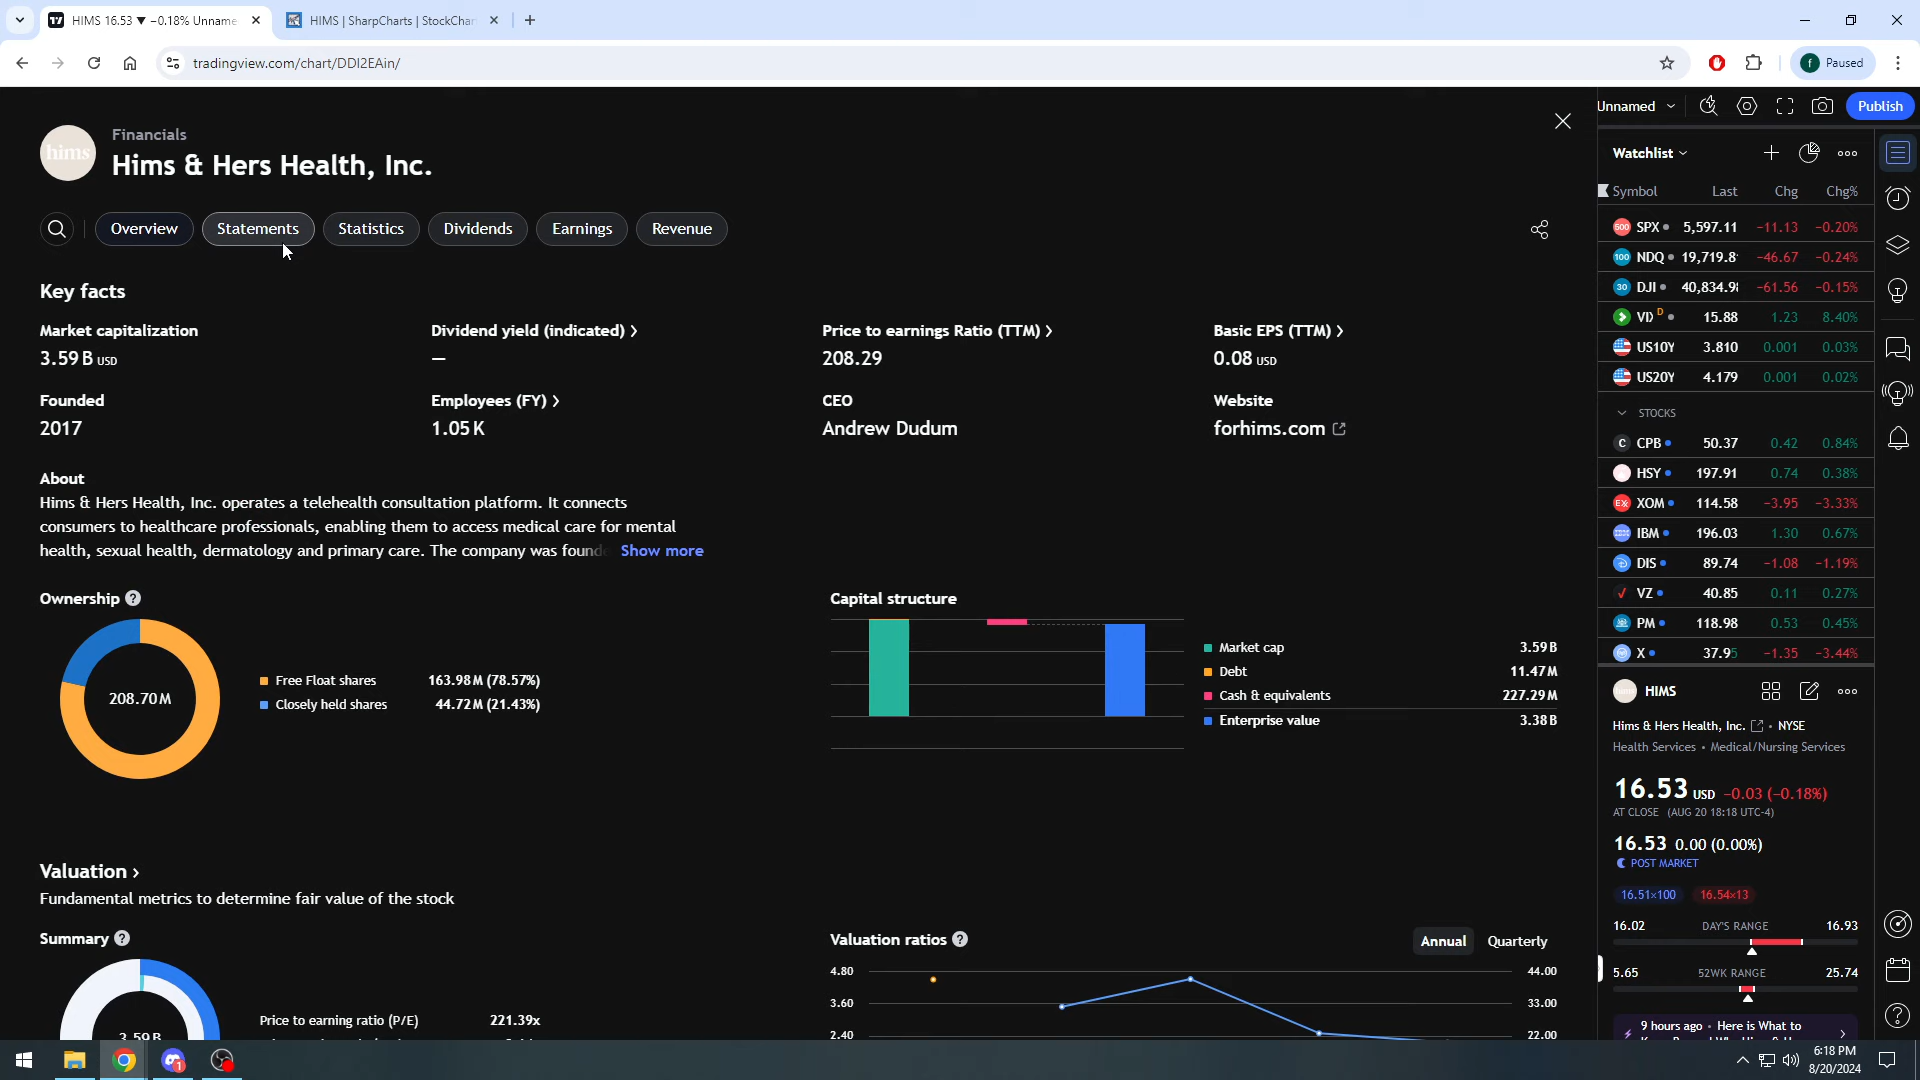 HIMS 16.53 ▼ −0.18% Unname
HIMS | SharpCharts | StockChar
tradingview.com/chart/DDI2EAin/
f Paused
hims
Financials
Hims & Hers Health, Inc.
Unnamed
Publish
Overview Statements Statistics Dividends Earnings Revenue
Key facts
Market capitalization
3.59 B USD
Dividend yield (indicated)
—
Price to earnings Ratio (TTM)
208.29
Basic EPS (TTM)
0.08 USD
Founded
2017
Employees (FY)
1.05 K
CEO
Andrew Dudum
Website
forhims.com
About
Hims & Hers Health, Inc. operates a telehealth consultation platform. It connects
consumers to healthcare professionals, enabling them to access medical care for mental
health, sexual health, dermatology and primary care. The company was founde Show more
Ownership ?
208.70 M
Free Float shares 163.98 M (78.57%)
Closely held shares 44.72 M (21.43%)
Capital structure
Market cap 3.59 B
Debt 11.47 M
Cash & equivalents 227.29 M
Enterprise value 3.38 B
Valuation
Fundamental metrics to determine fair value of the stock
Summary ?
3.59 B
Price to earning ratio (P/E) 221.39x
Valuation ratios ?
Annual Quarterly
4.80 44.00
3.60 33.00
2.40 22.00
Watchlist
Symbol Last Chg Chg%
500 SPX 5,597.11 −11.13 −0.20%
100 NDQ 19,719.8 −46.67 −0.24%
30 DJI 40,834.9 −61.56 −0.15%
VI D 15.88 1.23 8.40%
US10Y 3.810 0.001 0.03%
US20Y 4.179 0.001 0.02%
STOCKS
C CPB 50.37 0.42 0.84%
HSY 197.91 0.74 0.38%
EX XOM 114.58 −3.95 −3.33%
IBM 196.03 1.30 0.67%
DIS 89.74 −1.08 −1.19%
VZ 40.85 0.11 0.27%
PM 118.98 0.53 0.45%
X 37.95 −1.35 −3.44%
HIMS
Hims & Hers Health, Inc. • NYSE
Health Services • Medical/Nursing Services
16.53 USD −0.03 (−0.18%)
AT CLOSE (AUG 20 18:18 UTC-4)
16.53 0.00 (0.00%)
POST MARKET
16.51×100 16.54×13
16.02 DAY'S RANGE 16.93
5.65 52WK RANGE 25.74
9 hours ago • Here is What to
1
6:18 PM
8/20/2024